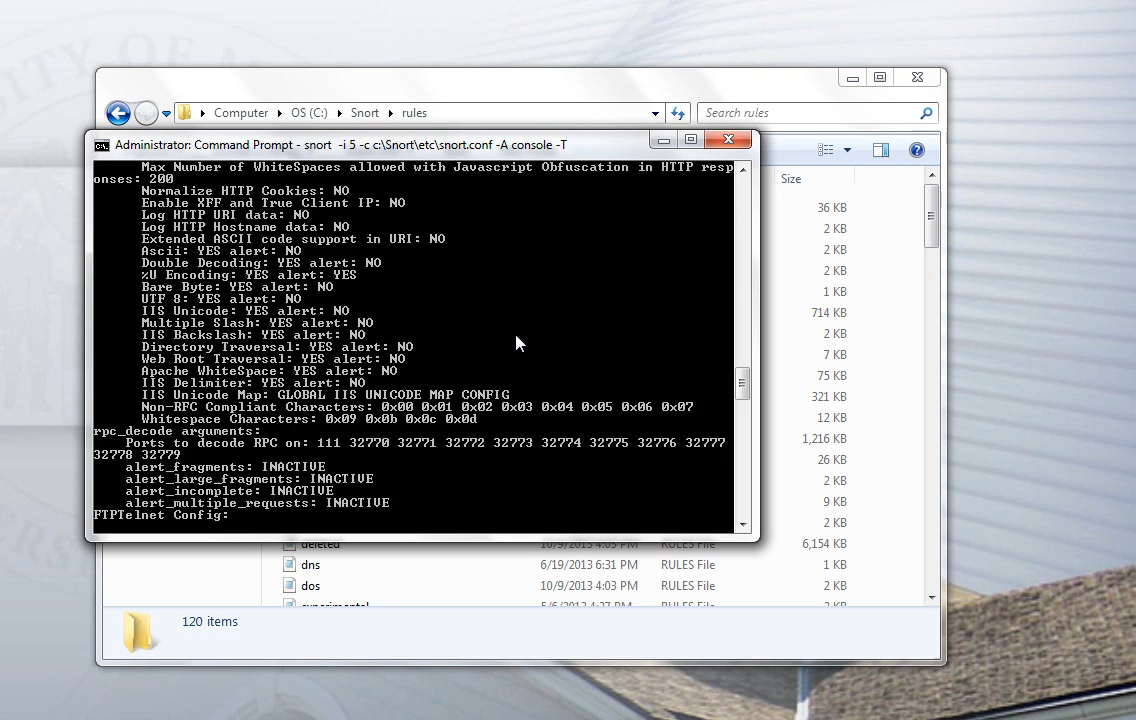 Computer OS (C:) Snort rules
Search rules
Administrator: Command Prompt - snort -i 5 -c c:\Snort\etc\snort.conf -A console -T
Max Number of WhiteSpaces allowed with Javascript Obfuscation in HTTP resp
onses: 200
Normalize HTTP Cookies: NO
Enable XFF and True Client IP: NO
Log HTTP URI data: NO
Log HTTP Hostname data: NO
Extended ASCII code support in URI: NO
Ascii: YES alert: NO
Double Decoding: YES alert: NO
%U Encoding: YES alert: YES
Bare Byte: YES alert: NO
UTF 8: YES alert: NO
IIS Unicode: YES alert: NO
Multiple Slash: YES alert: NO
IIS Backslash: YES alert: NO
Directory Traversal: YES alert: NO
Web Root Traversal: YES alert: NO
Apache WhiteSpace: YES alert: NO
IIS Delimiter: YES alert: NO
IIS Unicode Map: GLOBAL IIS UNICODE MAP CONFIG
Non-RFC Compliant Characters: 0x00 0x01 0x02 0x03 0x04 0x05 0x06 0x07
Whitespace Characters: 0x09 0x0b 0x0c 0x0d
rpc_decode arguments:
Ports to decode RPC on: 111 32770 32771 32772 32773 32774 32775 32776 32777
32778 32779
alert_fragments: INACTIVE
alert_large_fragments: INACTIVE
alert_incomplete: INACTIVE
alert_multiple_requests: INACTIVE
FTPTelnet Config:
Size
36 KB
2 KB
2 KB
2 KB
1 KB
714 KB
2 KB
7 KB
75 KB
321 KB
12 KB
1,216 KB
26 KB
2 KB
9 KB
2 KB
deleted 10/9/2013 4:03 PM RULES File 6,154 KB
dns 6/19/2013 6:31 PM RULES File 1 KB
dos 10/9/2013 4:03 PM RULES File 2 KB
experimental 5/6/2013 4:27 PM RULES File 2 KB
120 items